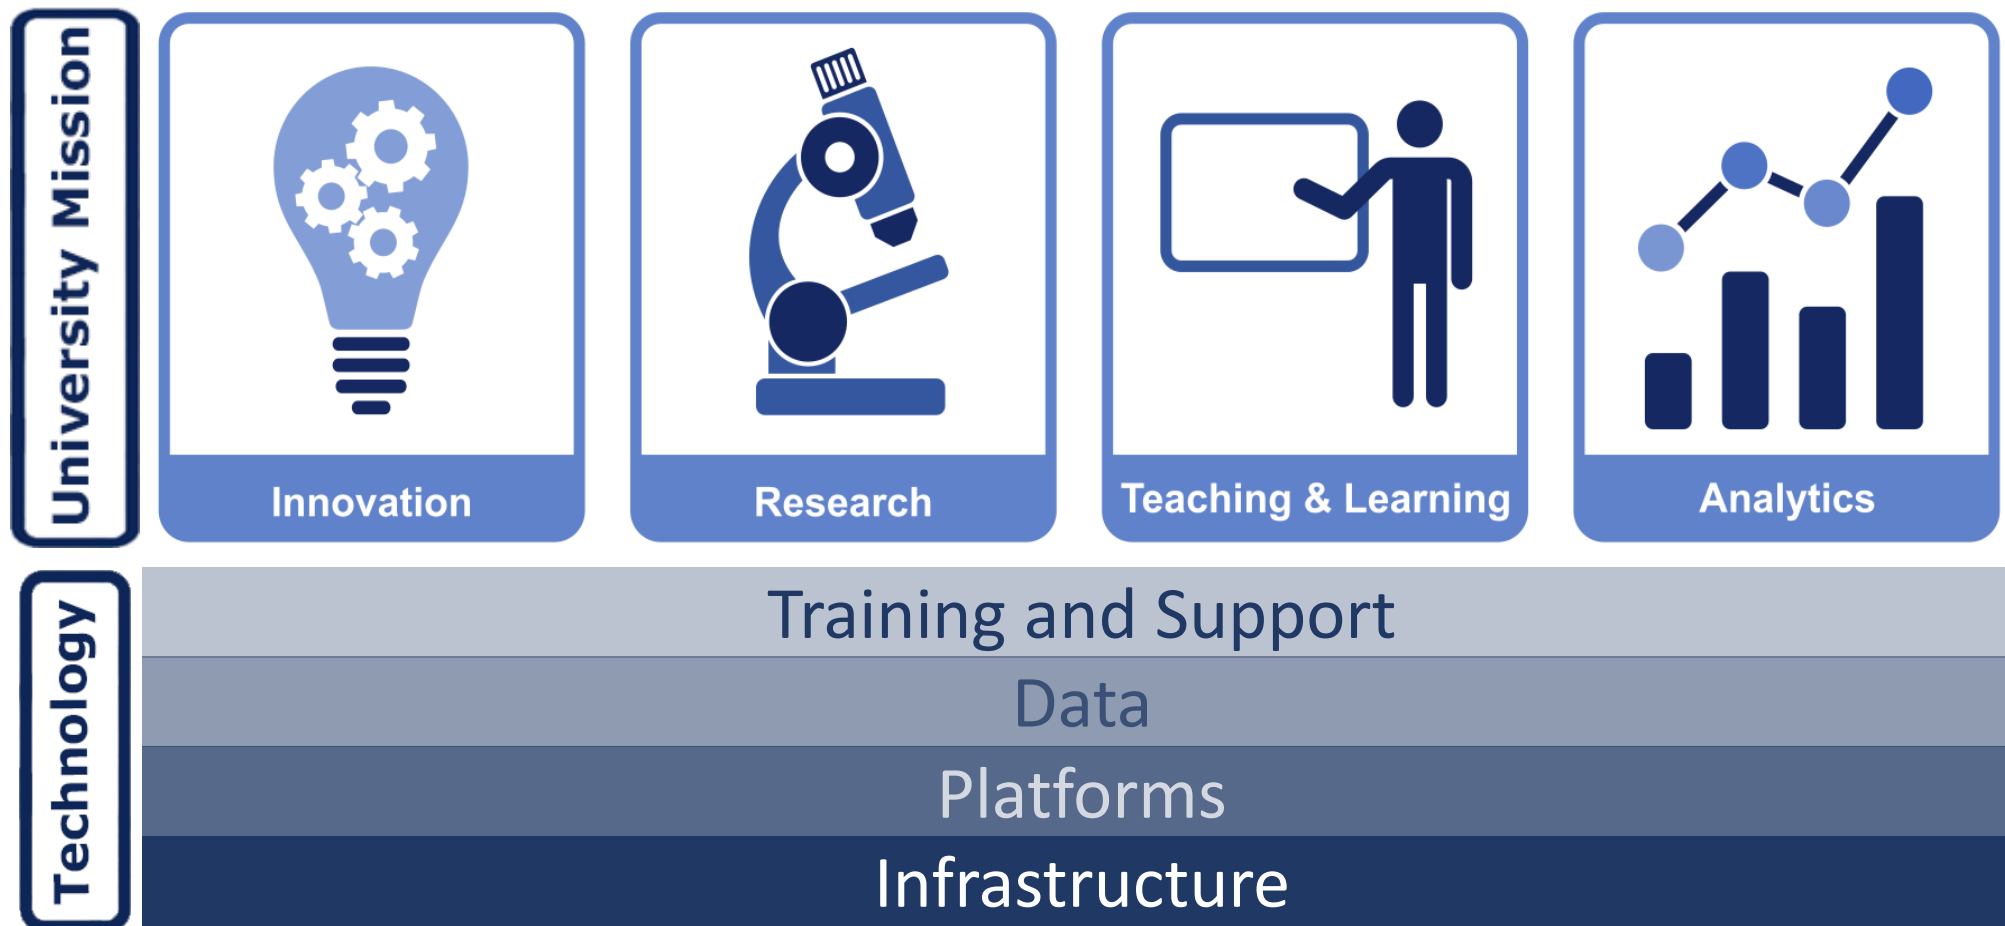 University Mission
Innovation
Research
Teaching & Learning
Analytics
Technology
Training and Support
Data
Platforms
Infrastructure